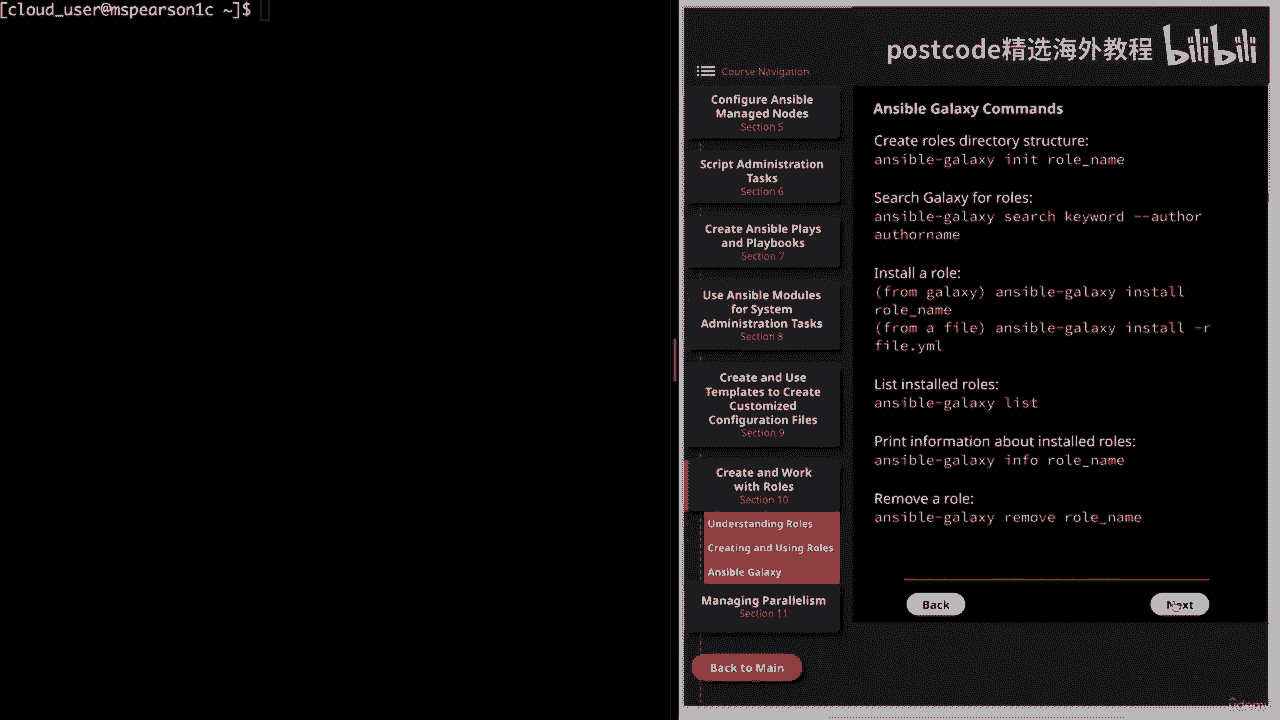 [cloud_user@mspearson1c ~]$
postcode精选海外教程 bilibili
Course Navigation
Configure Ansible
Managed Nodes
Section 5
Script Administration
Tasks
Section 6
Create Ansible Plays
and Playbooks
Section 7
Use Ansible Modules
for System
Administration Tasks
Section 8
Create and Use
Templates to Create
Customized
Configuration Files
Section 9
Create and Work
with Roles
Section 10
Understanding Roles
Creating and Using Roles
Ansible Galaxy
Managing Parallelism
Section 11
Back to Main
Ansible Galaxy Commands
Create roles directory structure:
ansible-galaxy init role_name
Search Galaxy for roles:
ansible-galaxy search keyword --author
authorname
Install a role:
(from galaxy) ansible-galaxy install
role_name
(from a file) ansible-galaxy install -r
file.yml
List installed roles:
ansible-galaxy list
Print information about installed roles:
ansible-galaxy info role_name
Remove a role:
ansible-galaxy remove role_name
Back
Next
ûdemy